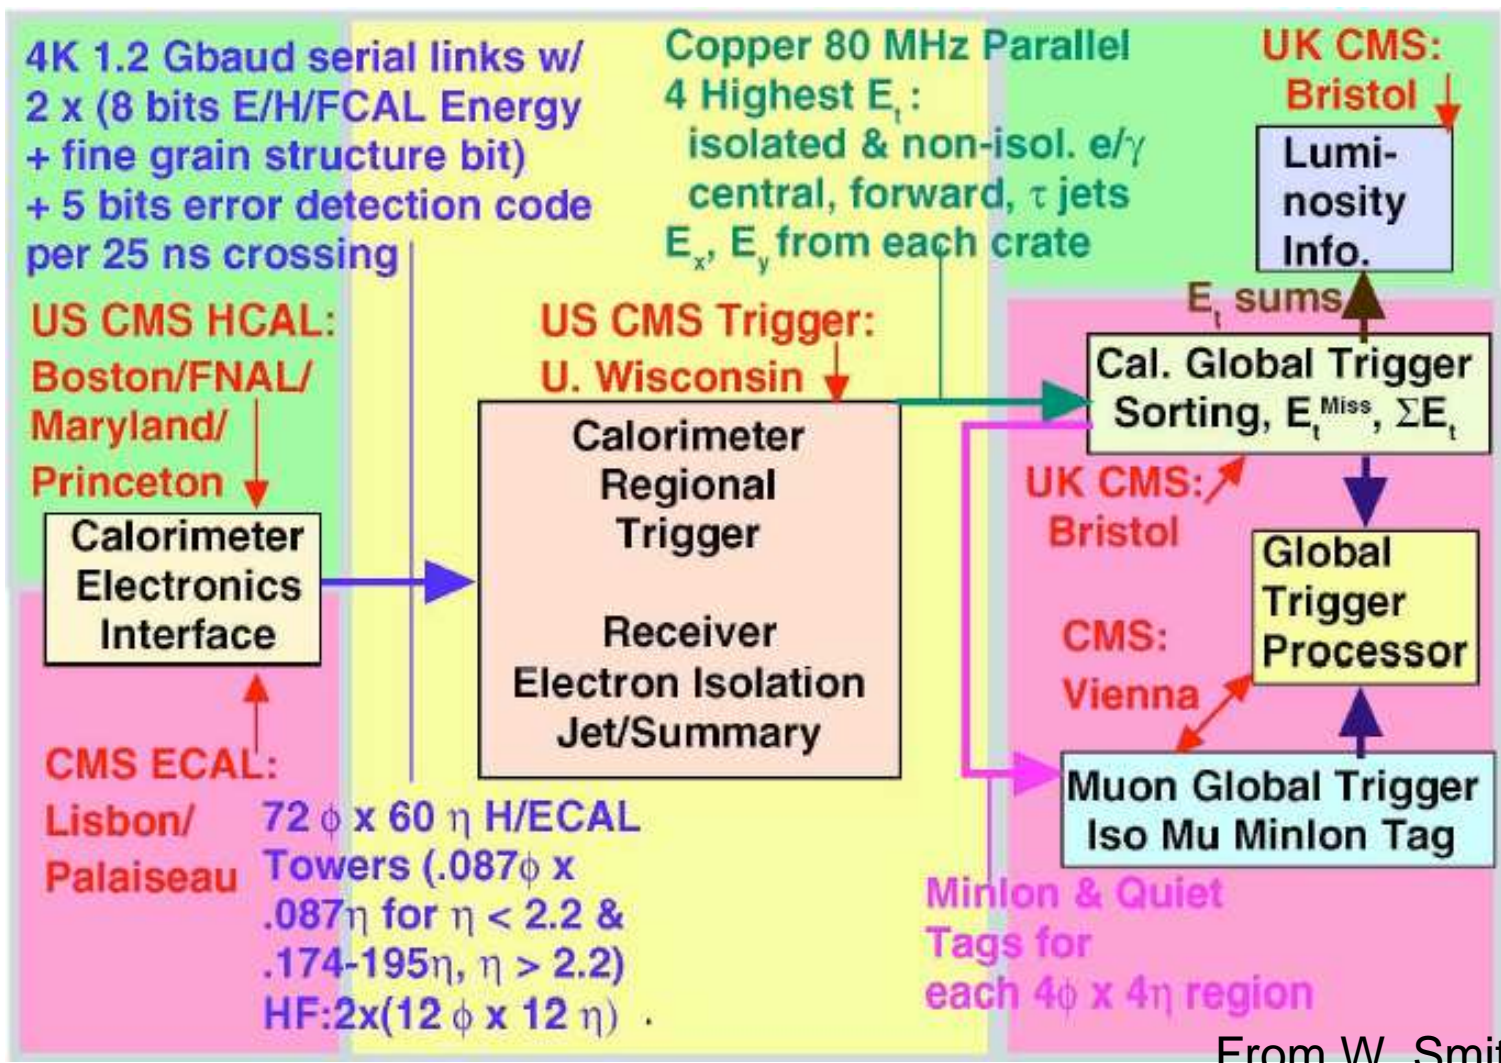 4K 1.2 Gbaud serial links w/
2 x (8 bits E/H/FCAL Energy
+ fine grain structure bit)
+ 5 bits error detection code
per 25 ns crossing
Copper 80 MHz Parallel
4 Highest Et:
isolated & non-isol. e/γ
central, forward, τ jets
Ex, Ey from each crate
UK CMS:
Bristol
Lumi-
nosity
Info.
Et sums
US CMS HCAL:
Boston/FNAL/
Maryland/
Princeton
US CMS Trigger:
U. Wisconsin
Cal. Global Trigger
Sorting, EtMiss, ΣEt
UK CMS:
Bristol
Calorimeter
Electronics
Interface
Calorimeter
Regional
Trigger
Receiver
Electron Isolation
Jet/Summary
Global
Trigger
Processor
CMS:
Vienna
CMS ECAL:
Lisbon/
Palaiseau
72 φ x 60 η H/ECAL
Towers (.087φ x
.087η for η < 2.2 &
.174-195η, η > 2.2)
HF:2x(12 φ x 12 η) .
Muon Global Trigger
Iso Mu MinIon Tag
MinIon & Quiet
Tags for
each 4φ x 4η region
From W. Smit